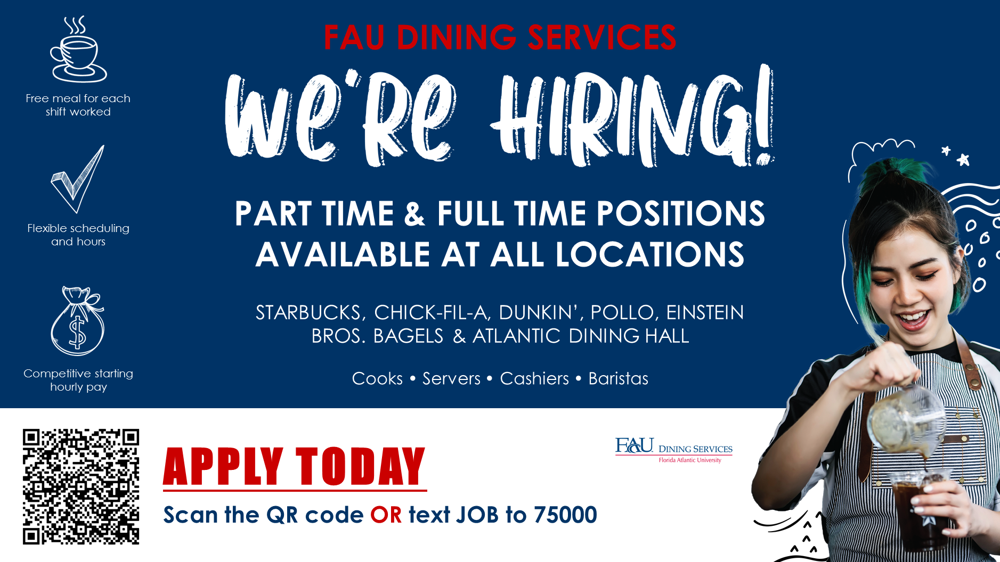 FAU DINING SERVICES
WE'RE HIRING!
PART TIME & FULL TIME POSITIONS
AVAILABLE AT ALL LOCATIONS
STARBUCKS, CHICK-FIL-A, DUNKIN', POLLO, EINSTEIN
BROS. BAGELS & ATLANTIC DINING HALL
Cooks • Servers • Cashiers • Baristas
Free meal for each
shift worked
Flexible scheduling
and hours
$
Competitive starting
hourly pay
APPLY TODAY
Scan the QR code OR text JOB to 75000
FAU DINING SERVICES
Florida Atlantic University